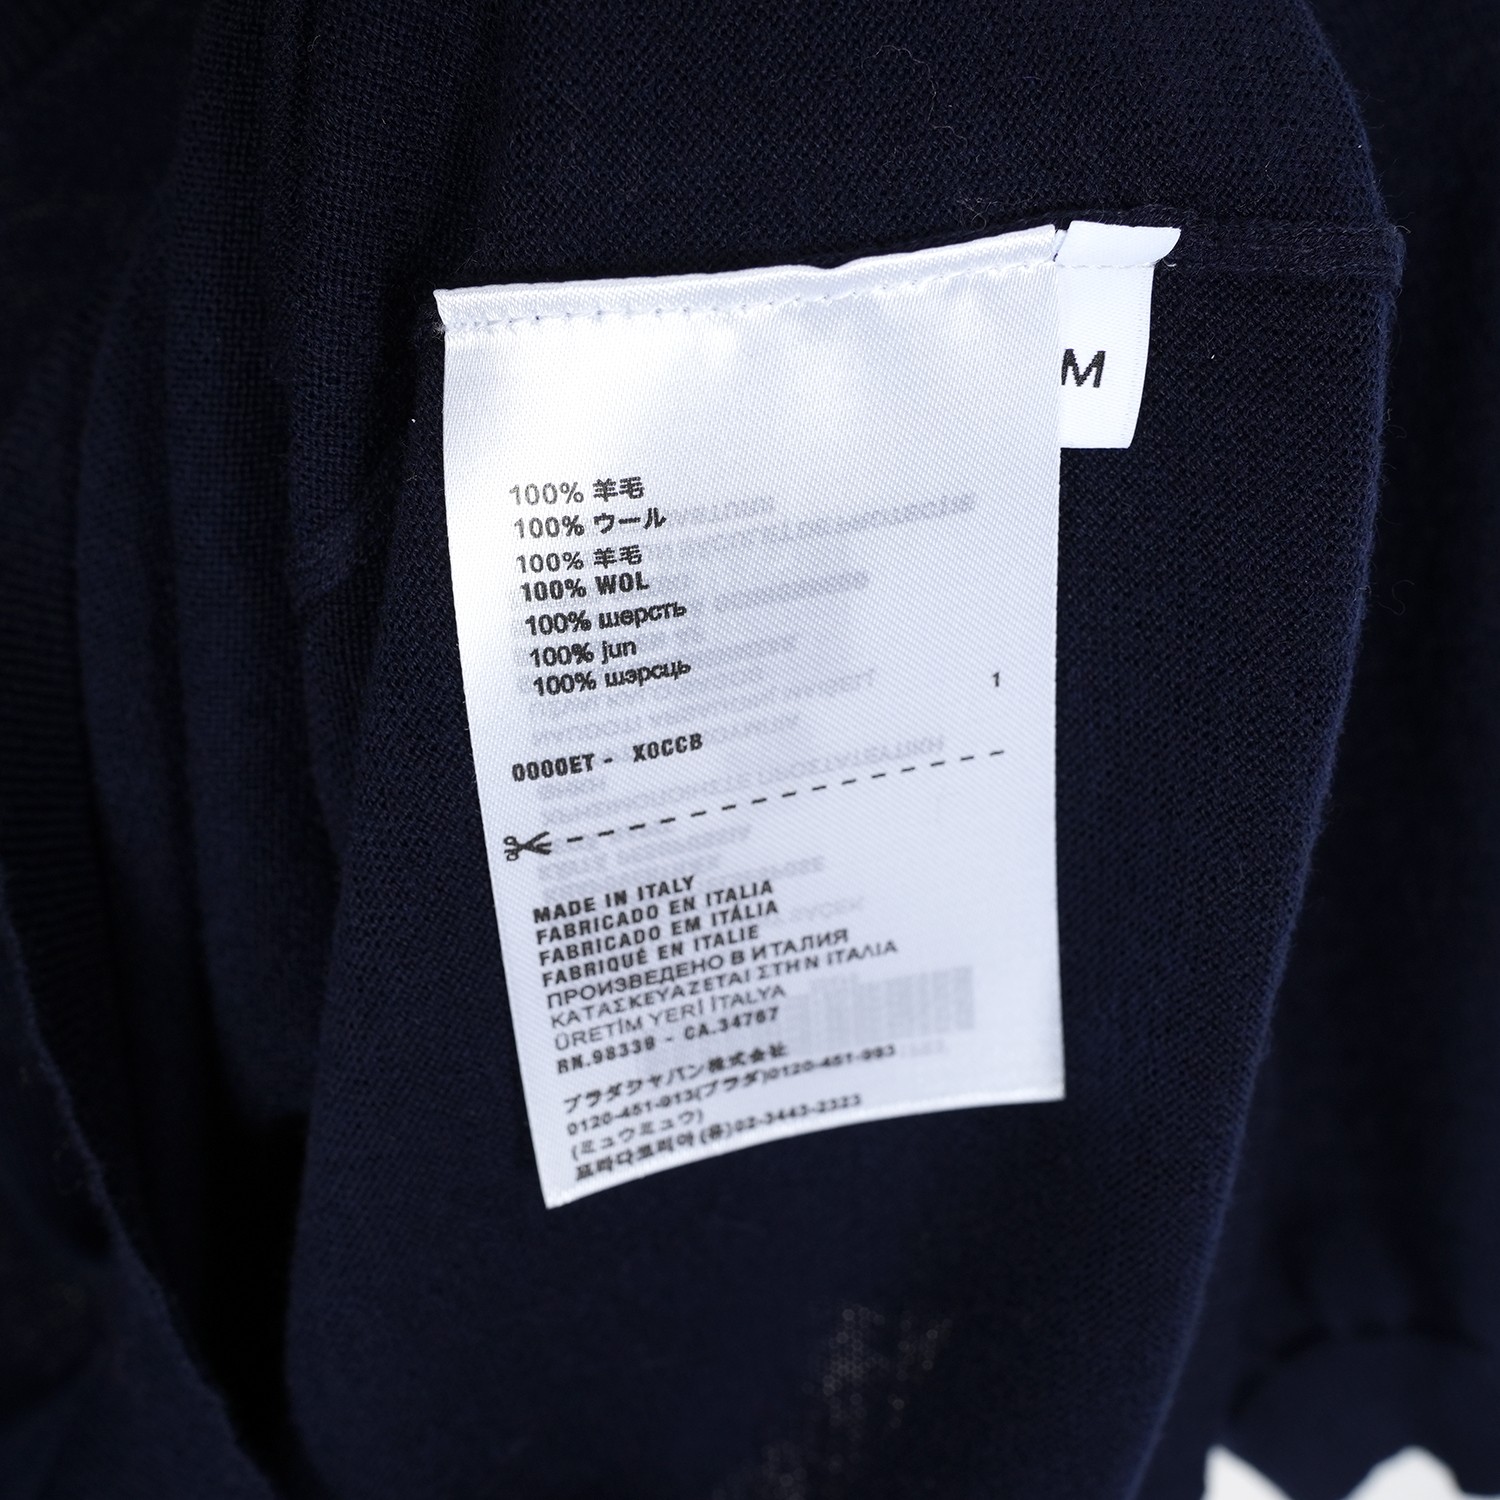 M
100% 羊毛
100% ウール
100% 羊毛
100% WOL
100% шерсть
100% jun
100% шэрсць
1
0000ET - X0CCB
MADE IN ITALY
FABRICADO EN ITALIA
FABRICADO EM ITÁLIA
FABRIQUÉ EN ITALIE
ПРОИЗВЕДЕНО В ИТАЛИЯ
ΚΑΤΑΣΚΕΥΑΖΕΤΑΙ ΣΤΗΝ ΙΤΑΛΙΑ
ÜRETİM YERİ İTALYA
RN.98339 - CA.34767
プラダジャパン株式会社
0120-451-913(プラダ)0120-451-993
(ミュウミュウ)
프라다코리아(유)02-3443-2323